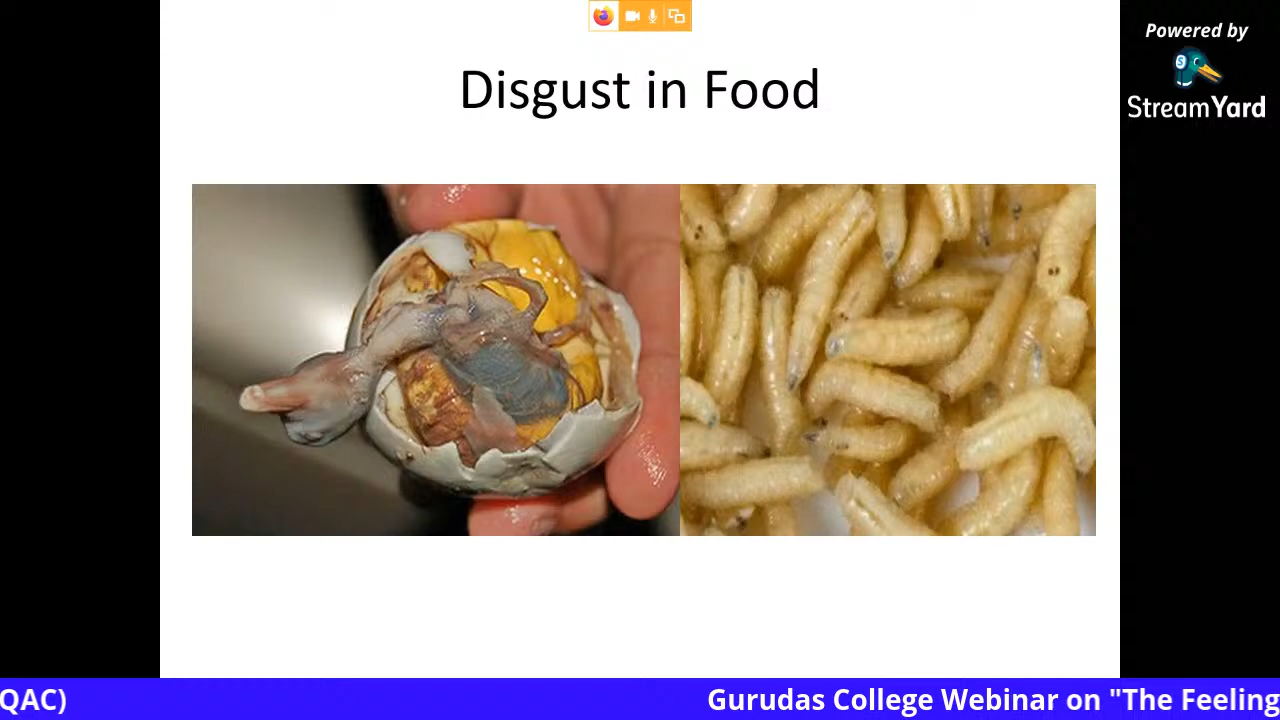 Powered by
StreamYard
Disgust in Food
QAC)
Gurudas College Webinar on "The Feeling